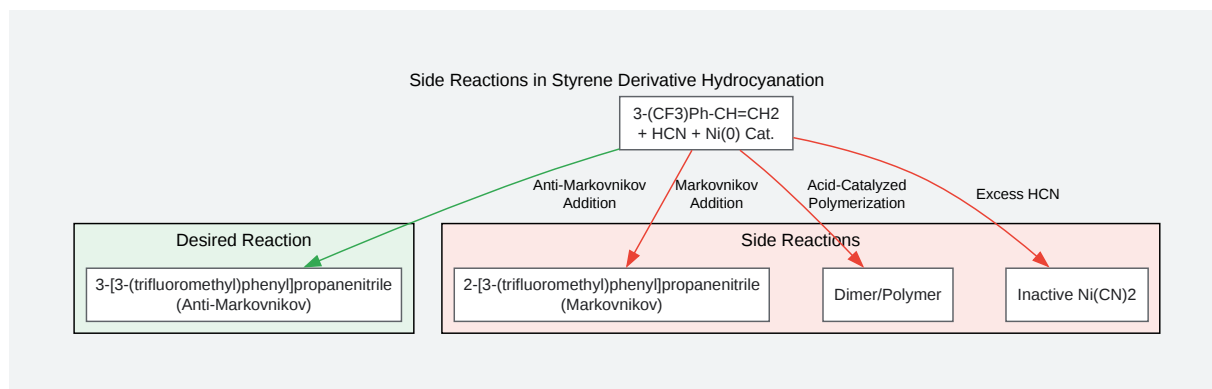 Side Reactions in Styrene Derivative Hydrocyanation
3-(CF3)Ph-CH=CH2
+ HCN + Ni(0) Cat.
Anti-Markovnikov
Addition
Markovnikov
Addition
Acid-Catalyzed
Polymerization
Excess HCN
Desired Reaction
3-[3-(trifluoromethyl)phenyl]propanenitrile
(Anti-Markovnikov)
Side Reactions
2-[3-(trifluoromethyl)phenyl]propanenitrile
(Markovnikov)
Dimer/Polymer
Inactive Ni(CN)2